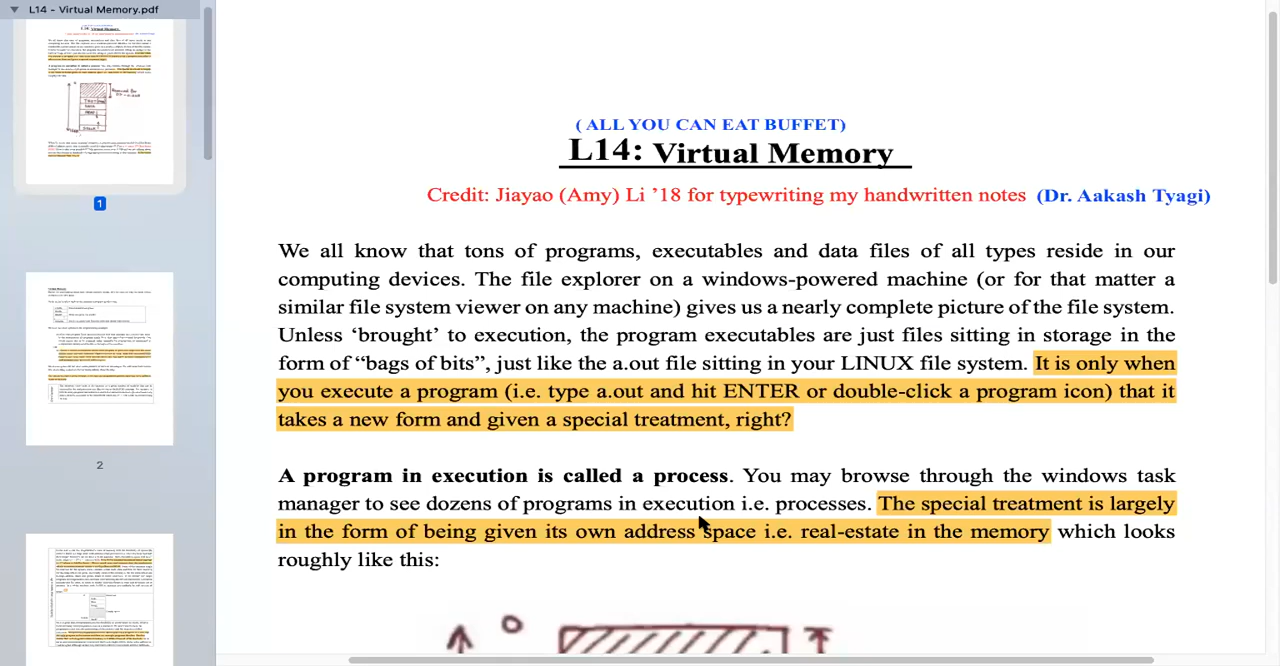 L14 - Virtual Memory.pdf
1
2
( ALL YOU CAN EAT BUFFET)
L14: Virtual Memory
Credit: Jiayao (Amy) Li ’18 for typewriting my handwritten notes (Dr. Aakash Tyagi)
We all know that tons of programs, executables and data files of all types reside in our
computing devices. The file explorer on a windows-powered machine (or for that matter a
similar file system viewer on any machine) gives us nearly complete picture of the file system.
Unless ‘brought’ to execution, the program executables are just files sitting in storage in the
form of “bags of bits”, just like the a.out file sitting in your LINUX file system. It is only when
you execute a program (i.e. type a.out and hit ENTER or double-click a program icon) that it
takes a new form and given a special treatment, right?
A program in execution is called a process. You may browse through the windows task
manager to see dozens of programs in execution i.e. processes. The special treatment is largely
in the form of being given its own address space i.e. real-estate in the memory which looks
roughly like this:
0